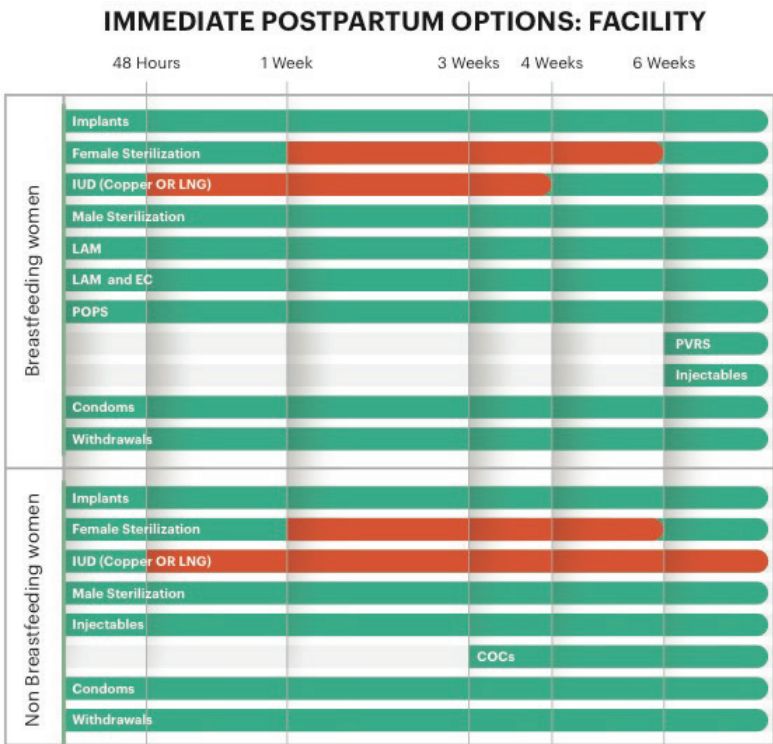 IMMEDIATE POSTPARTUM OPTIONS: FACILITY
48 Hours 1 Week 3 Weeks 4 Weeks 6 Weeks
Breastfeeding women
Implants
Female Sterilization
IUD (Copper OR LNG)
Male Sterilization
LAM
LAM and EC
POPS
PVRS
Injectables
Condoms
Withdrawals
Non Breastfeeding women
Implants
Female Sterilization
IUD (Copper OR LNG)
Male Sterilization
Injectables
COCs
Condoms
Withdrawals